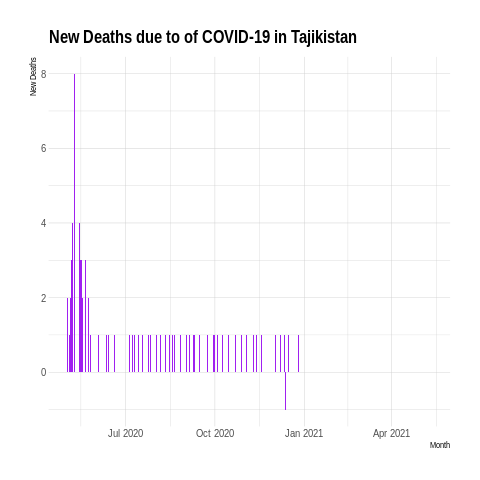 New Deaths due to of COVID-19 in Tajikistan
New Deaths
8
6
4
2
0
Jul 2020 Oct 2020 Jan 2021 Apr 2021
Month